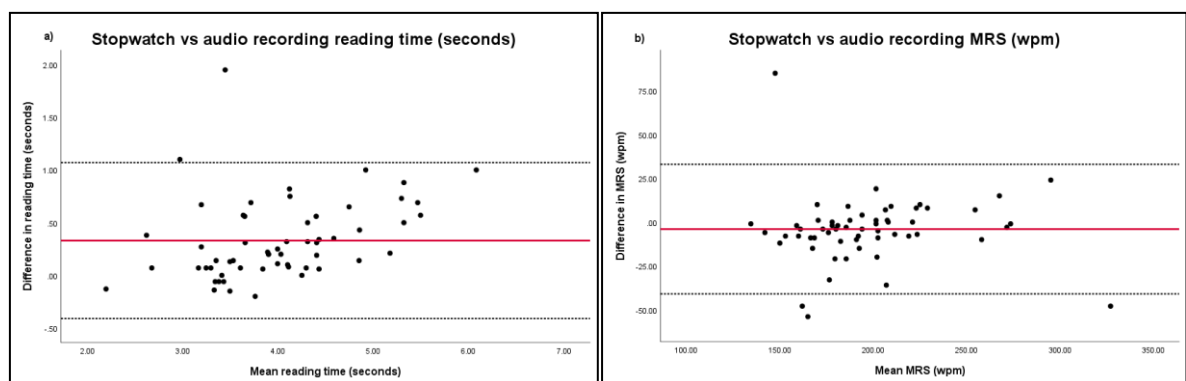 a)
Stopwatch vs audio recording reading time (seconds)
Difference in reading time (seconds)
2.00
1.50
1.00
.50
.00
-.50
2.00 3.00 4.00 5.00 6.00 7.00
Mean reading time (seconds)
b)
Stopwatch vs audio recording MRS (wpm)
Difference in MRS (wpm)
75.00
50.00
25.00
.00
-25.00
-50.00
100.00 150.00 200.00 250.00 300.00 350.00
Mean MRS (wpm)